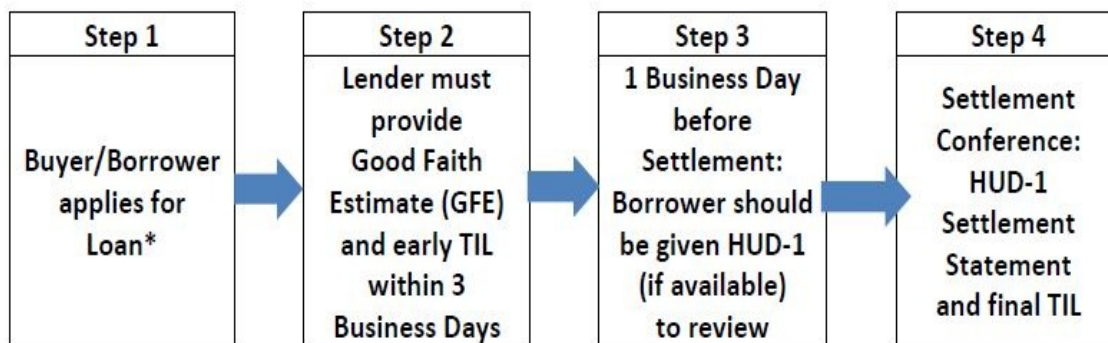 Step 1
Buyer/Borrower
applies for
Loan*
Step 2
Lender must
provide
Good Faith
Estimate (GFE)
and early TIL
within 3
Business Days
Step 3
1 Business Day
before
Settlement:
Borrower should
be given HUD-1
(if available)
to review
Step 4
Settlement
Conference:
HUD-1
Settlement
Statement
and final TIL